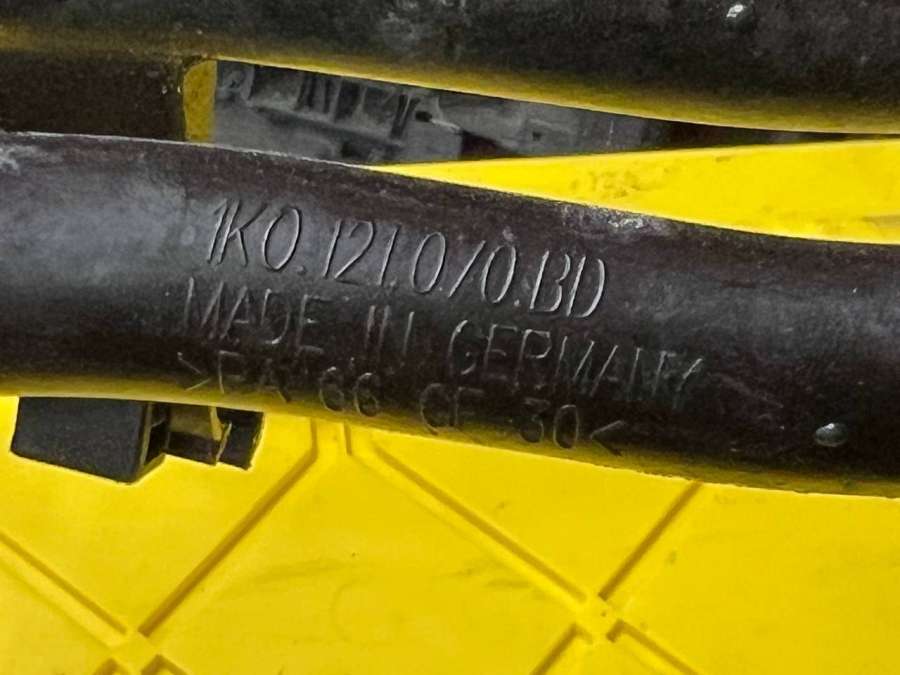 1K0.121.070.BD
MADE IN GERMANY
>PA 66 GF 30<